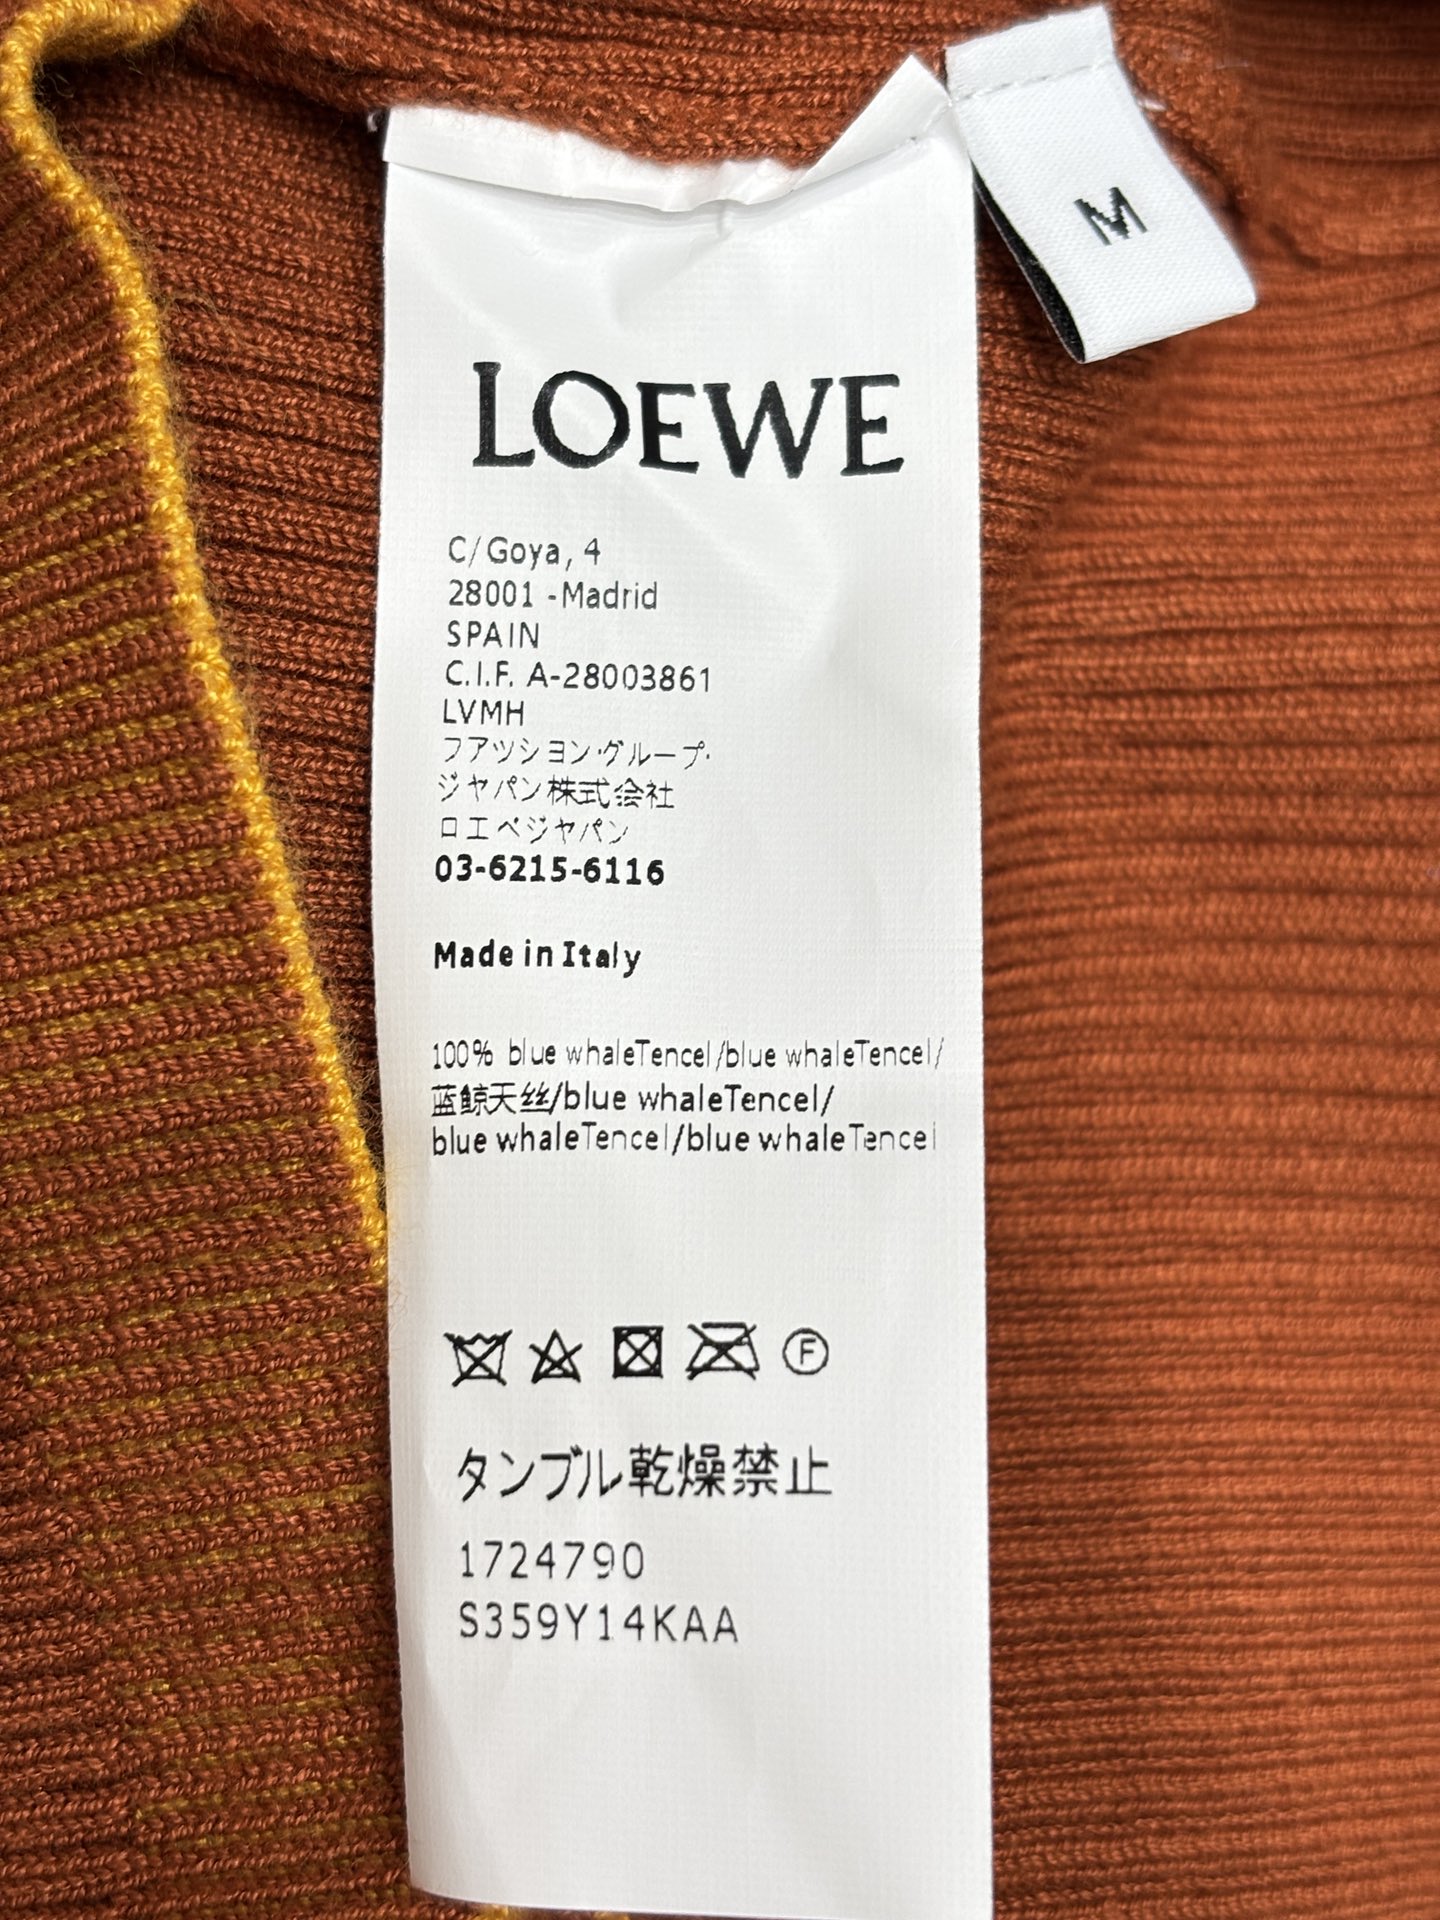 M
LOEWE
C/Goya, 4
28001 -Madrid
SPAIN
C.I.F. A-28003861
LVMH
フアッション·グループ·
ジャパン株式会社
ロエベジャパン
03-6215-6116
Made in Italy
100% blue whaleTencel/blue whaleTencel/
蓝鲸天丝/blue whaleTencel/
blue whaleTencel/blue whaleTencel
F
タンブル乾燥禁止
1724790
S359Y14KAA